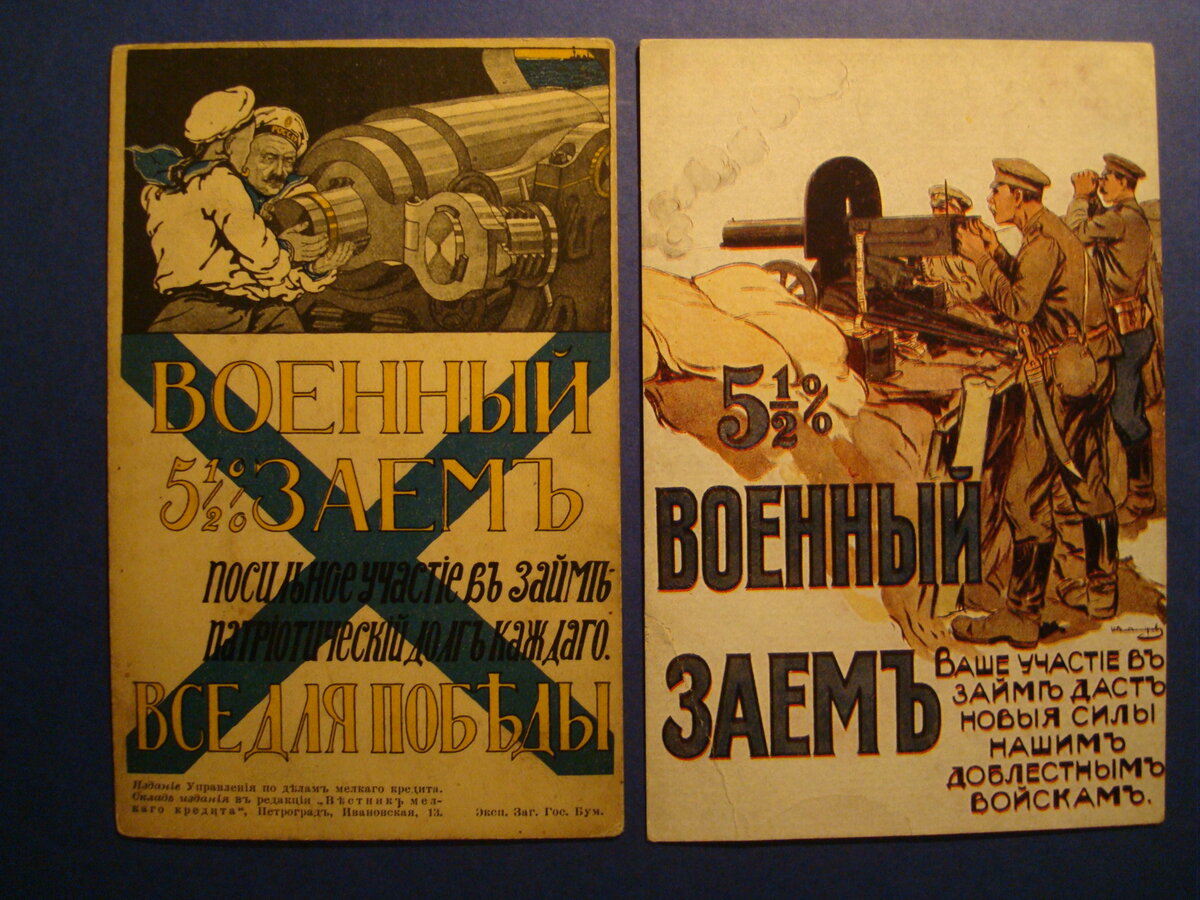 ВОЕННЫЙ
5½% ЗАЕМЪ
ПОСИЛЬНОЕ УЧАСТІЕ ВЪ ЗАЙМѢ-
ПАТРІОТИЧЕСКІЙ ДОЛГЪ КАЖДАГО.
ВСЕ ДЛЯ ПОБѢДЫ
Изданіе Управленія по дѣламъ мелкаго кредита.
Складъ изданія въ редакціи „Вѣстникъ мел-
каго кредита“, Петроградъ, Ивановская, 13. Эксп. Заг. Гос. Бум.
5½%
ВОЕННЫЙ
ЗАЕМЪ
ВАШЕ УЧАСТІЕ ВЪ
ЗАЙМѢ ДАСТЪ
НОВЫЯ СИЛЫ
НАШИМЪ
ДОБЛЕСТНЫМЪ
ВОЙСКАМЪ.